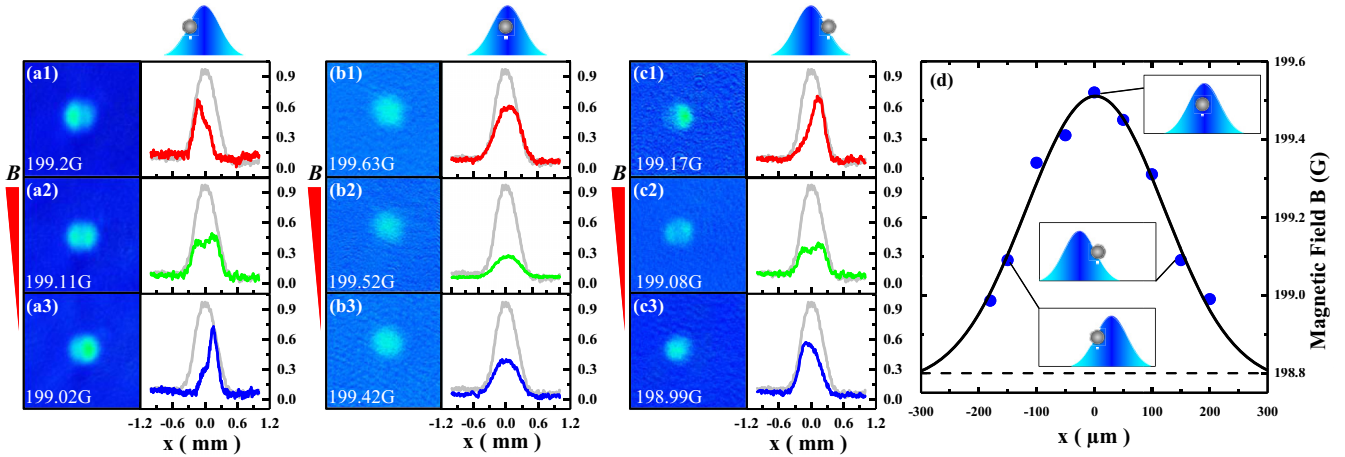 (a1)
199.2G
0.9
0.6
0.3
0.0
(b1)
199.63G
0.9
0.6
0.3
0.0
(c1)
199.17G
0.9
0.6
0.3
0.0
B
(a2)
199.11G
0.9
0.6
0.3
0.0
B
(b2)
199.52G
0.9
0.6
0.3
0.0
B
(c2)
199.08G
0.9
0.6
0.3
0.0
(a3)
199.02G
0.9
0.6
0.3
0.0
-1.2 -0.6 0.0 0.6 1.2
x ( mm )
(b3)
199.42G
0.9
0.6
0.3
0.0
-1.2 -0.6 0.0 0.6 1.2
x ( mm )
(c3)
198.99G
0.9
0.6
0.3
0.0
-1.2 -0.6 0.0 0.6 1.2
x ( mm )
(d)
199.6
199.4
199.2
199.0
198.8
Magnetic Field B (G)
-300 -200 -100 0 100 200 300
x ( µm )